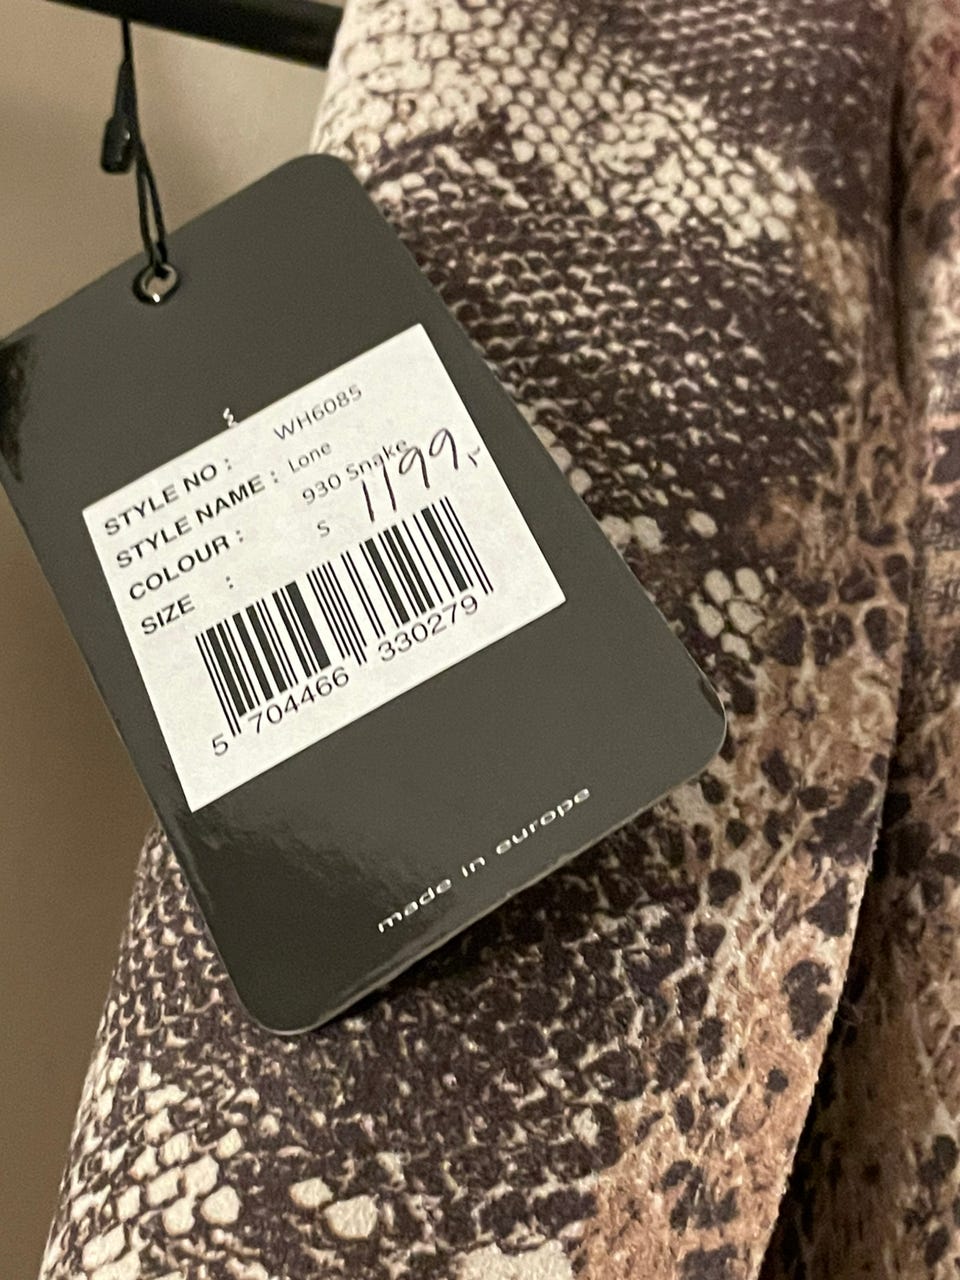 STYLE NO : WH6085
STYLE NAME : Lone
COLOUR : 930 Snake
SIZE : S
1199,-
5 704466 330279
made in europe